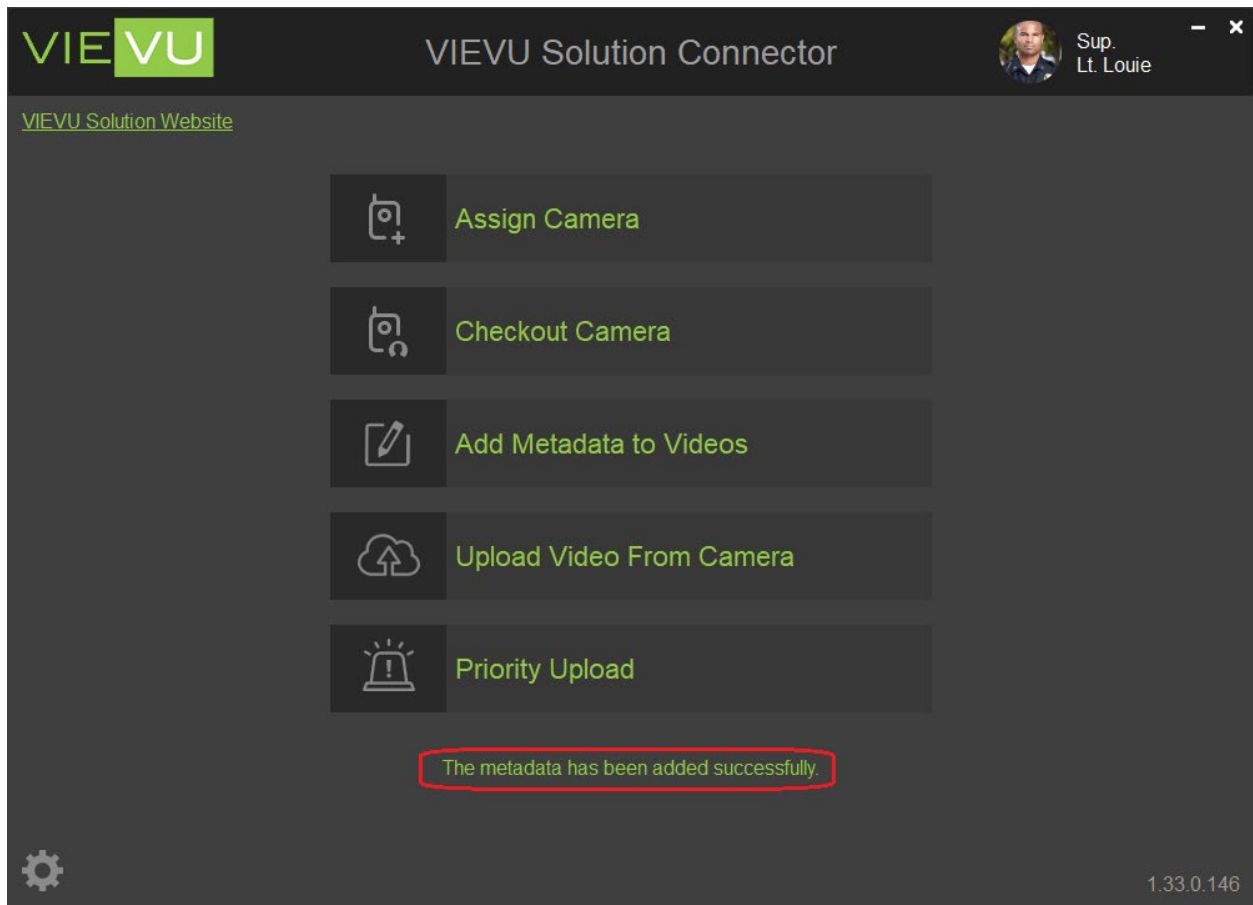 VIEVU
VIEVU Solution Connector
Sup.
Lt. Louie
VIEVU Solution Website
Assign Camera
Checkout Camera
Add Metadata to Videos
Upload Video From Camera
Priority Upload
The metadata has been added successfully.
1.33.0.146